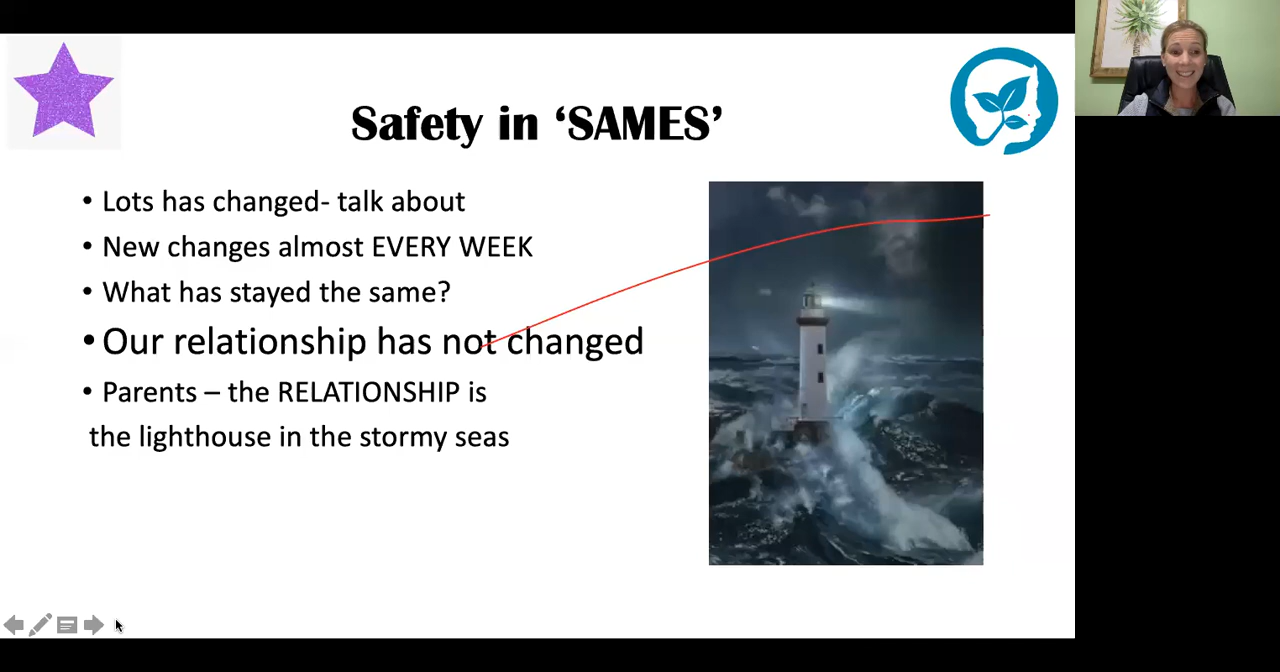 Safety in ‘SAMES’
• Lots has changed- talk about
• New changes almost EVERY WEEK
• What has stayed the same?
• Our relationship has not changed
• Parents – the RELATIONSHIP is
the lighthouse in the stormy seas